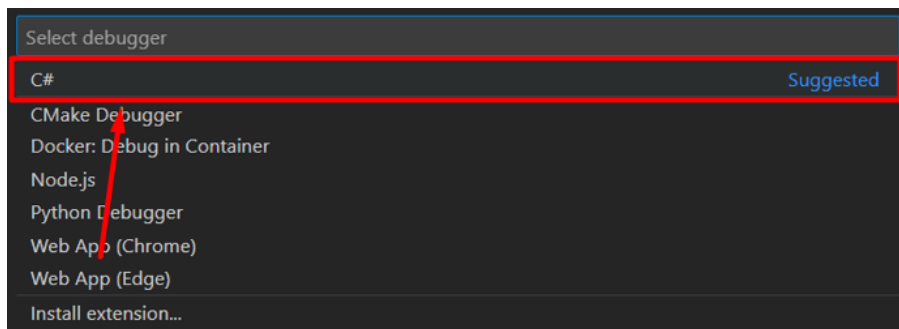 Select debugger
C# Suggested
CMake Debugger
Docker: Debug in Container
Node.js
Python Debugger
Web App (Chrome)
Web App (Edge)
Install extension...